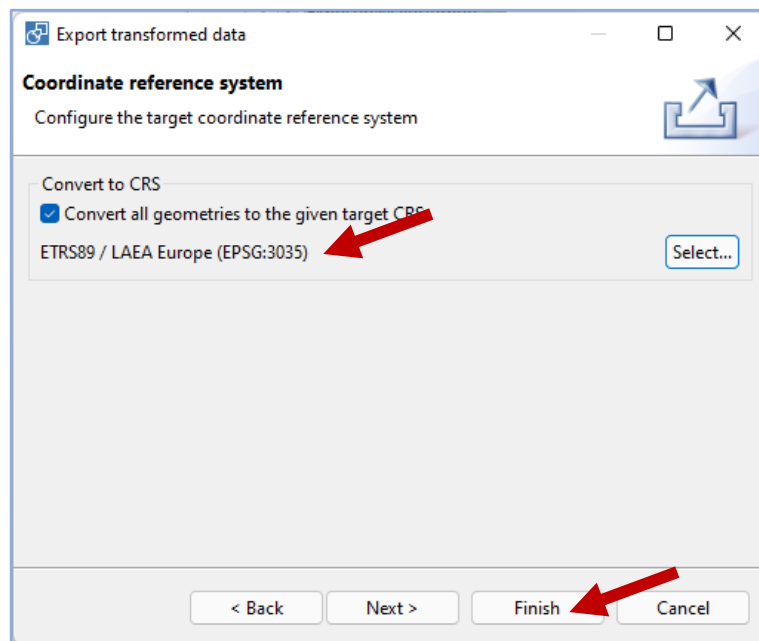 Export transformed data
Coordinate reference system
Configure the target coordinate reference system
Convert to CRS
Convert all geometries to the given target CRS
ETRS89 / LAEA Europe (EPSG:3035)
Select...
< Back
Next >
Finish
Cancel